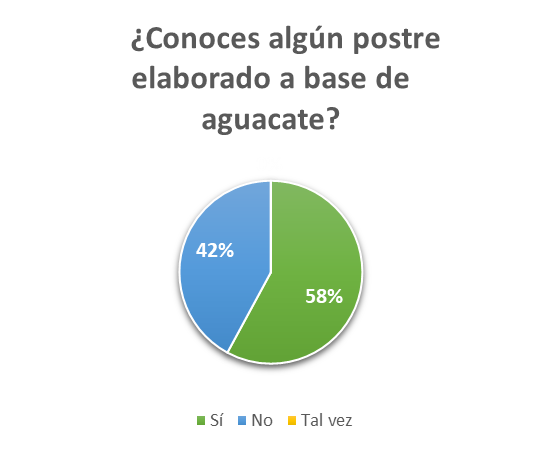 ¿Conoces algún postre
elaborado a base de
aguacate?
42%
58%
Sí No Tal vez